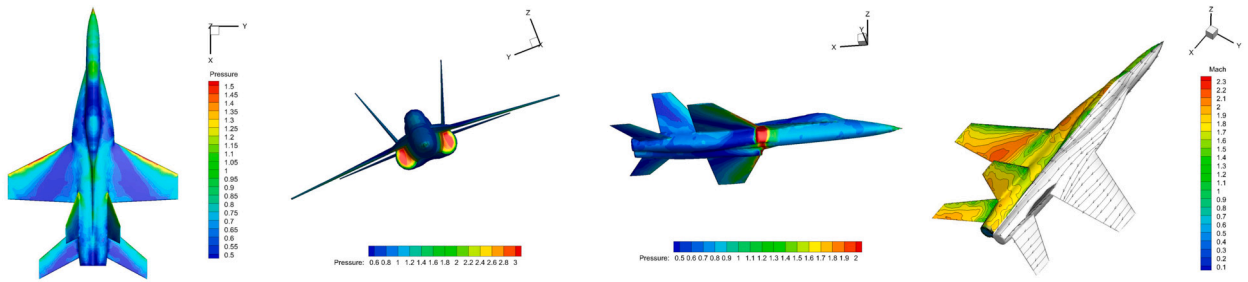 Z
Y
X
Pressure
1.5
1.45
1.4
1.35
1.3
1.25
1.2
1.15
1.1
1.05
1
0.95
0.9
0.85
0.8
0.75
0.7
0.65
0.6
0.55
0.5
Z
Y
X
Pressure: 0.6 0.8 1 1.2 1.4 1.6 1.8 2 2.2 2.4 2.6 2.8 3
Z
Y
X
Pressure: 0.5 0.6 0.7 0.8 0.9 1 1.1 1.2 1.3 1.4 1.5 1.6 1.7 1.8 1.9 2
Z
X
Y
Mach
2.3
2.2
2.1
2
1.9
1.8
1.7
1.6
1.5
1.4
1.3
1.2
1.1
1
0.9
0.8
0.7
0.6
0.5
0.4
0.3
0.2
0.1